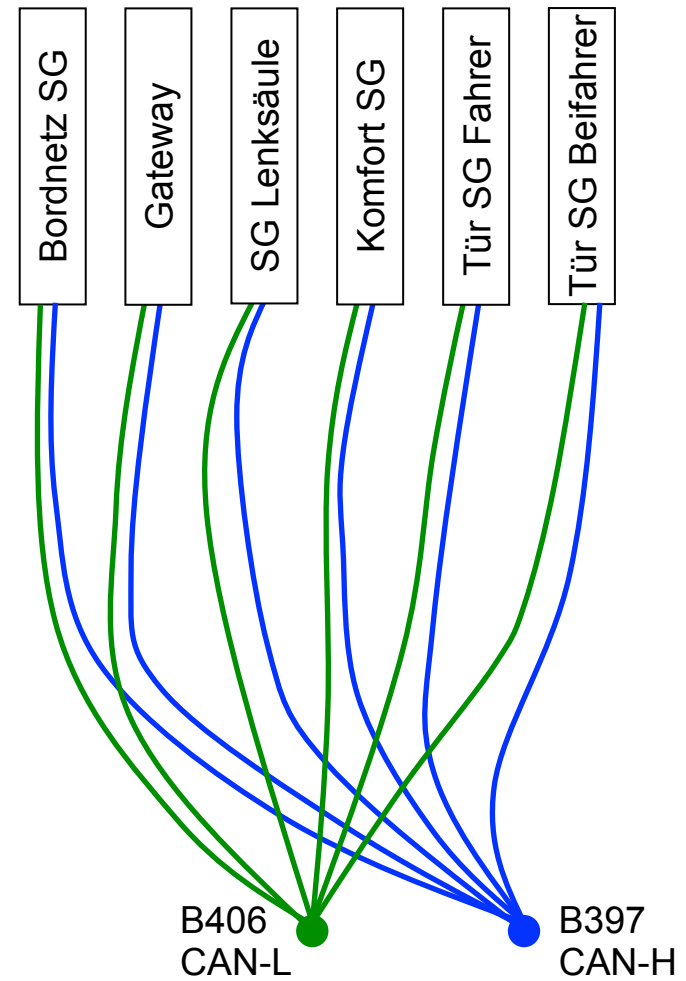 Bordnetz SG
Gateway
SG Lenksäule
Komfort SG
Tür SG Fahrer
Tür SG Beifahrer
B406
CAN-L
B397
CAN-H